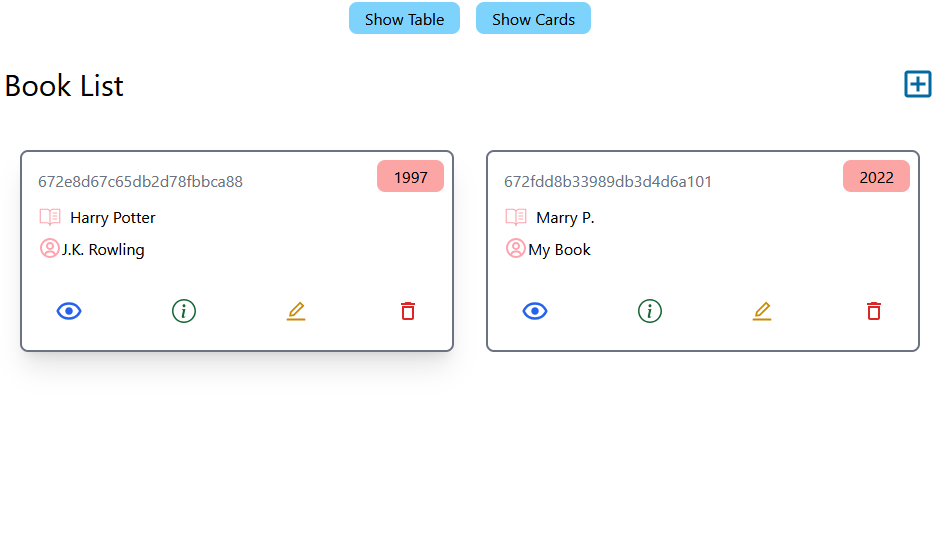 Show Table
Show Cards
Book List
672e8d67c65db2d78fbbca88
1997
Harry Potter
J.K. Rowling
672fdd8b33989db3d4d6a101
2022
Marry P.
My Book